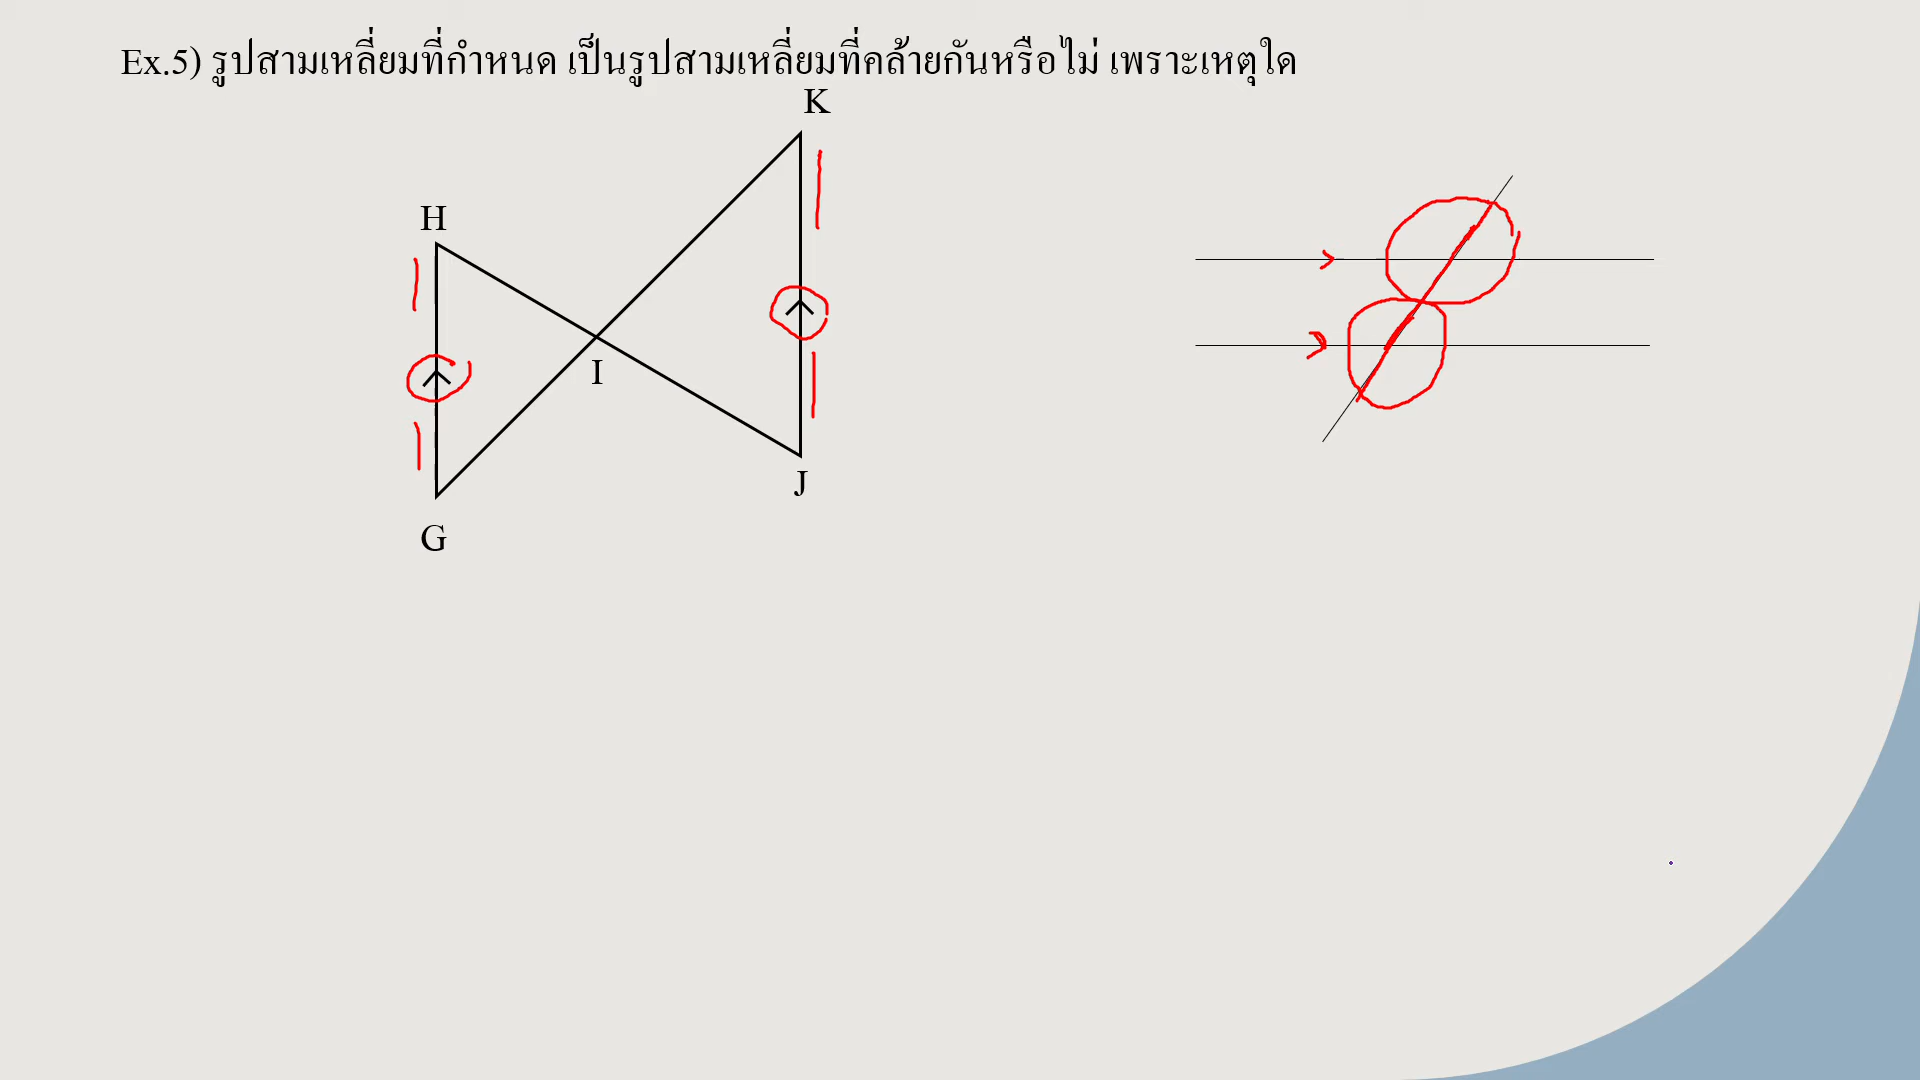 Ex.5) รูปสามเหลี่ยมที่กำหนด เป็นรูปสามเหลี่ยมที่คล้ายกันหรือไม่ เพราะเหตุใด
K
H
I
J
G